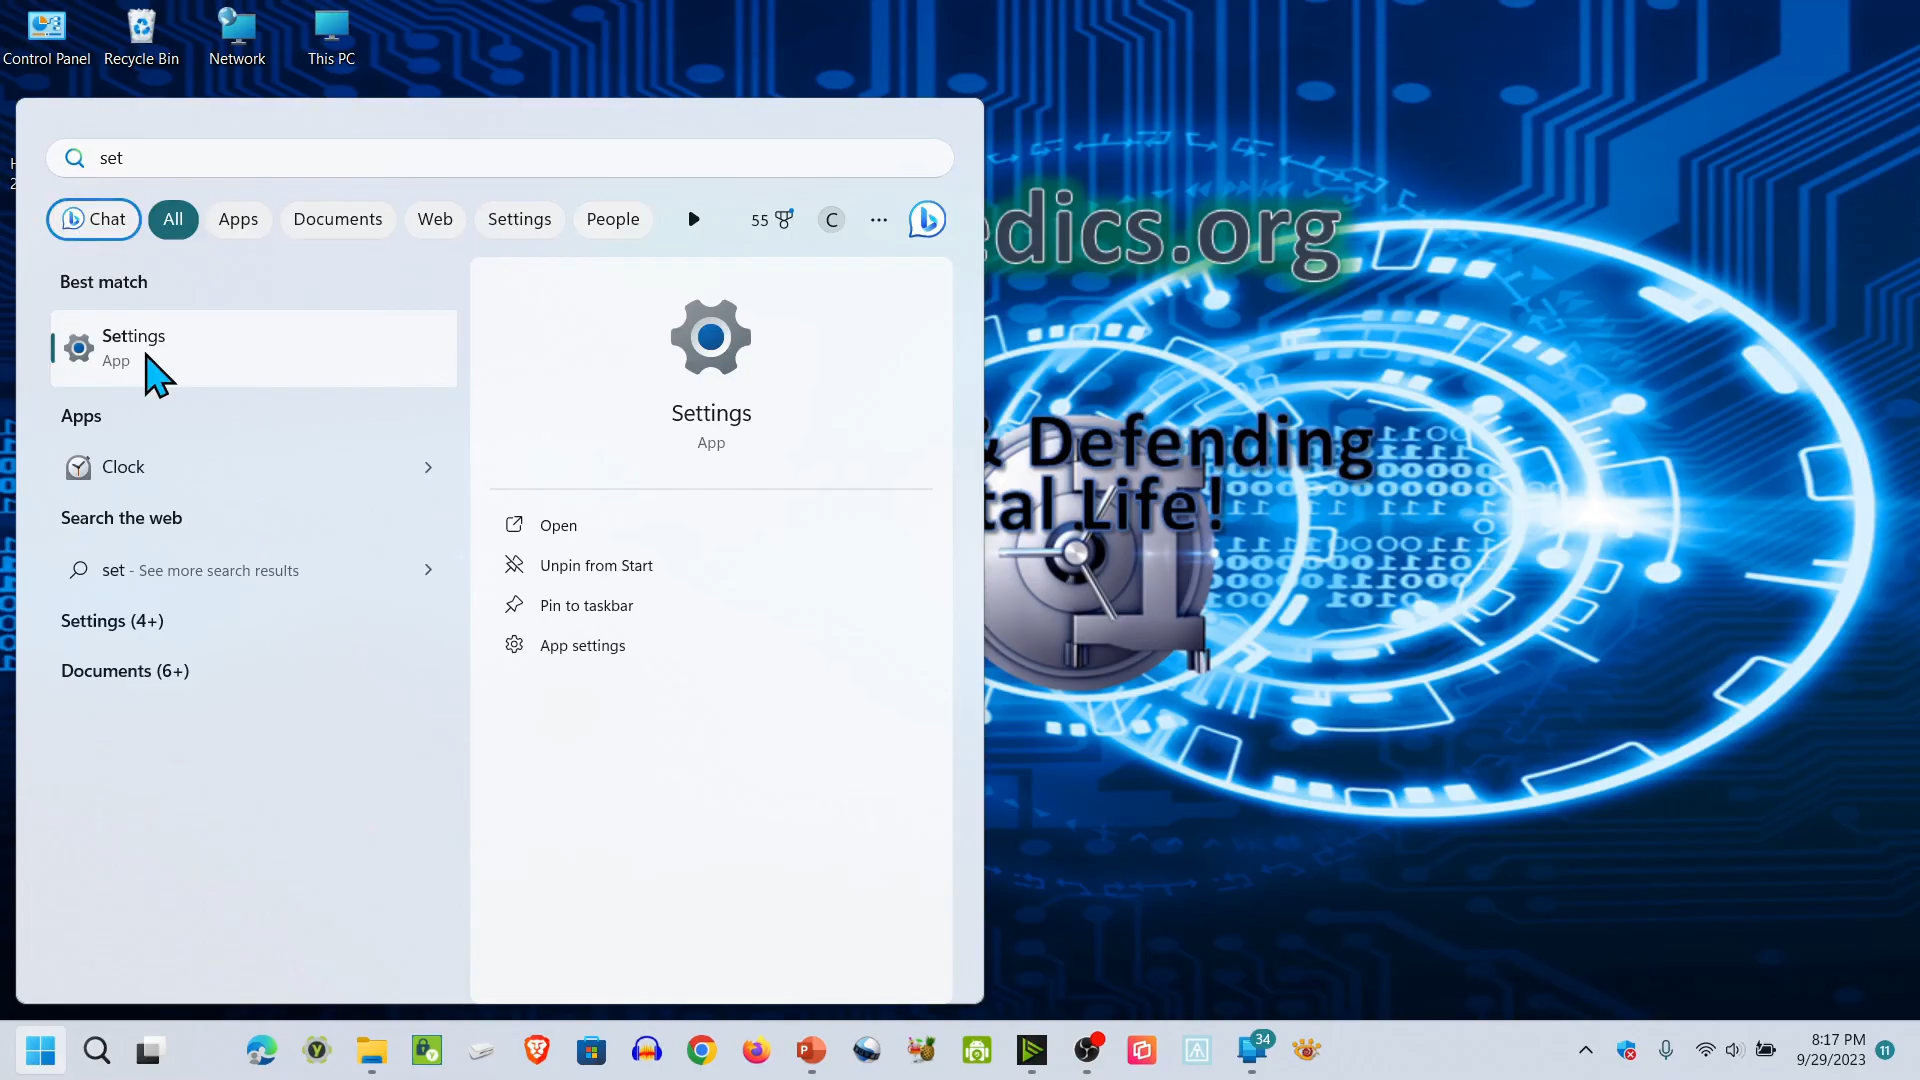 Control Panel
Recycle Bin
Network
This PC
set
Chat
All
Apps
Documents
Web
Settings
People
55
C
edics.org
Best match
Settings
App
Apps
Clock
Search the web
set - See more search results
Settings (4+)
Documents (6+)
Settings
App
Open
Unpin from Start
Pin to taskbar
App settings
& Defending
tal Life!
34
8:17 PM
9/29/2023
11